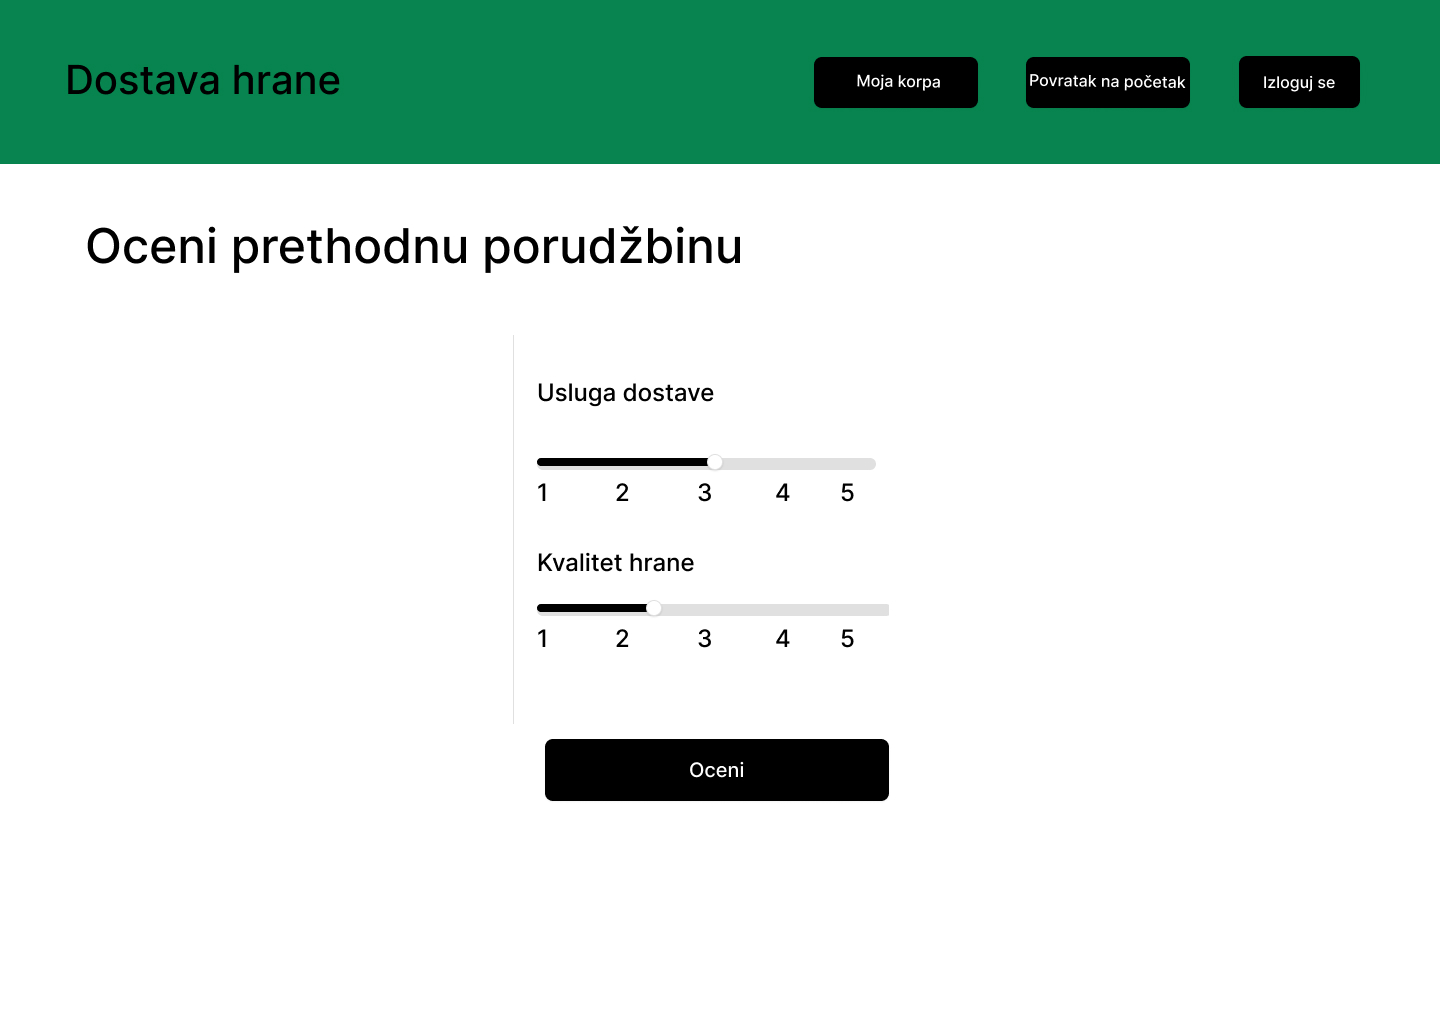 Dostava hrane
Moja korpa
Povratak na početak
Izloguj se
Oceni prethodnu porudžbinu
Usluga dostave
1 2 3 4 5
Kvalitet hrane
1 2 3 4 5
Oceni